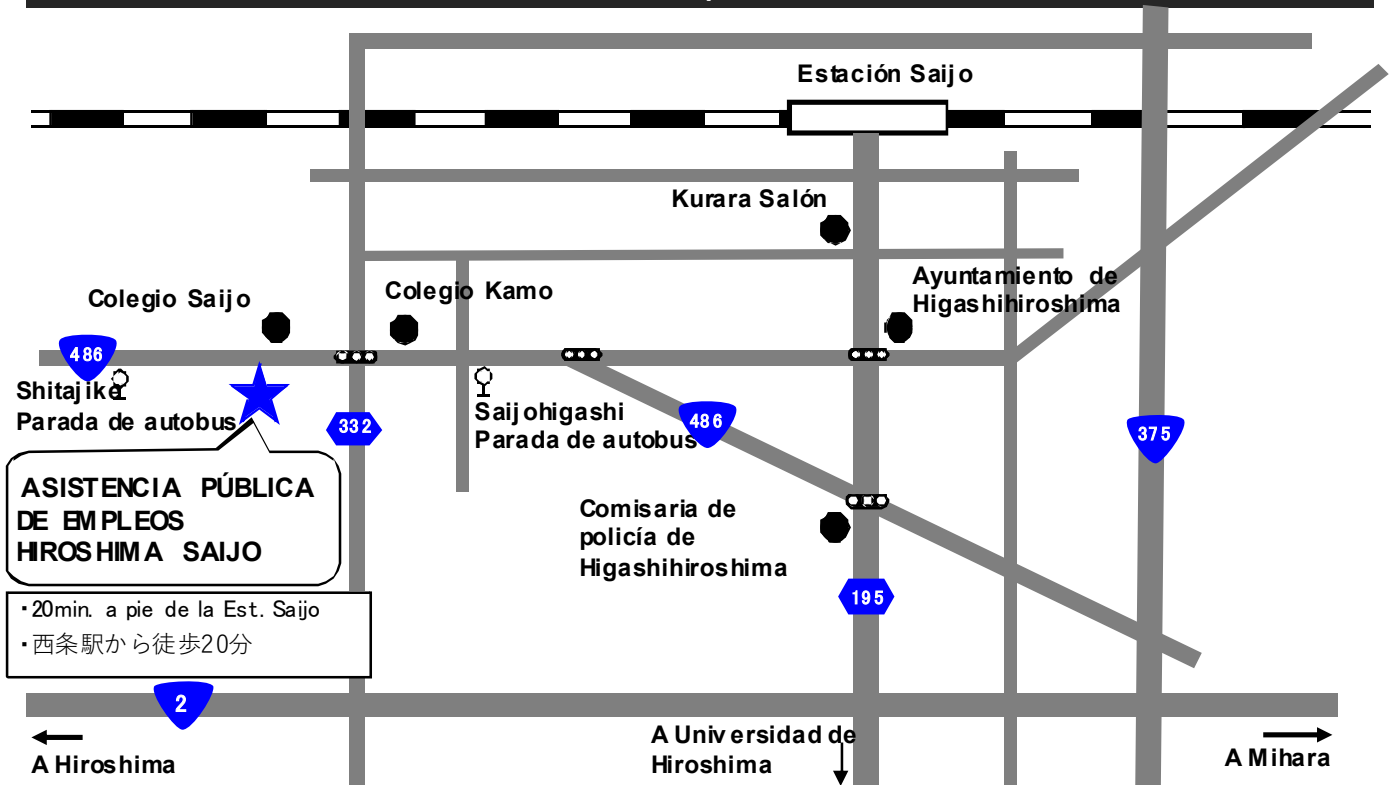 Estación Saijo
Kurara Salón
Ayuntamiento de
Higashihiroshima
Colegio Saijo
Colegio Kamo
486
Shitajike
Parada de autobus
332
Saijohigashi
Parada de autobus
486
375
ASISTENCIA PÚBLICA
DE EMPLEOS
HIROSHIMA SAIJO
Comisaria de
policía de
Higashihiroshima
195
・20min. a pie de la Est. Saijo
・西条駅から徒歩20分
2
A Hiroshima
A Universidad de
Hiroshima
A Mihara